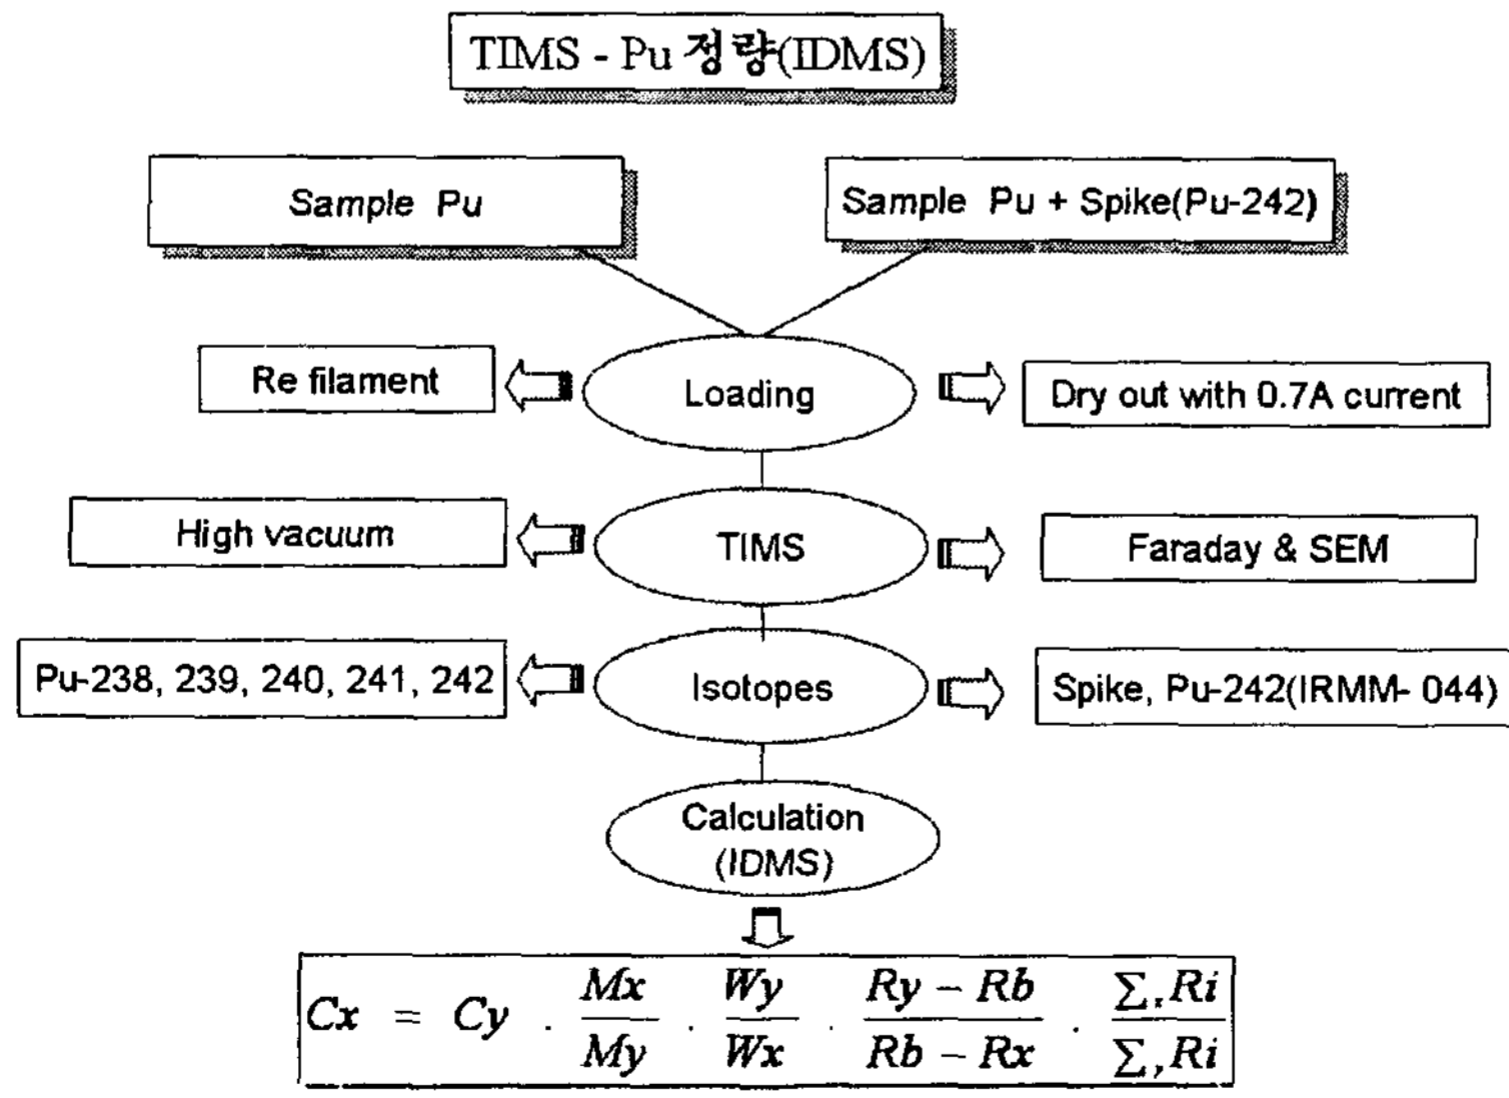 TIMS - Pu 정량(IDMS)
Sample Pu
Sample Pu + Spike(Pu-242)
Re filament
Loading
Dry out with 0.7A current
High vacuum
TIMS
Faraday & SEM
Pu-238, 239, 240, 241, 242
Isotopes
Spike, Pu-242(IRMM- 044)
Calculation
(IDMS)
Cx = Cy . Mx/My . Wy/Wx . Ry – Rb/Rb – Rx . ∑xRi/∑yRi